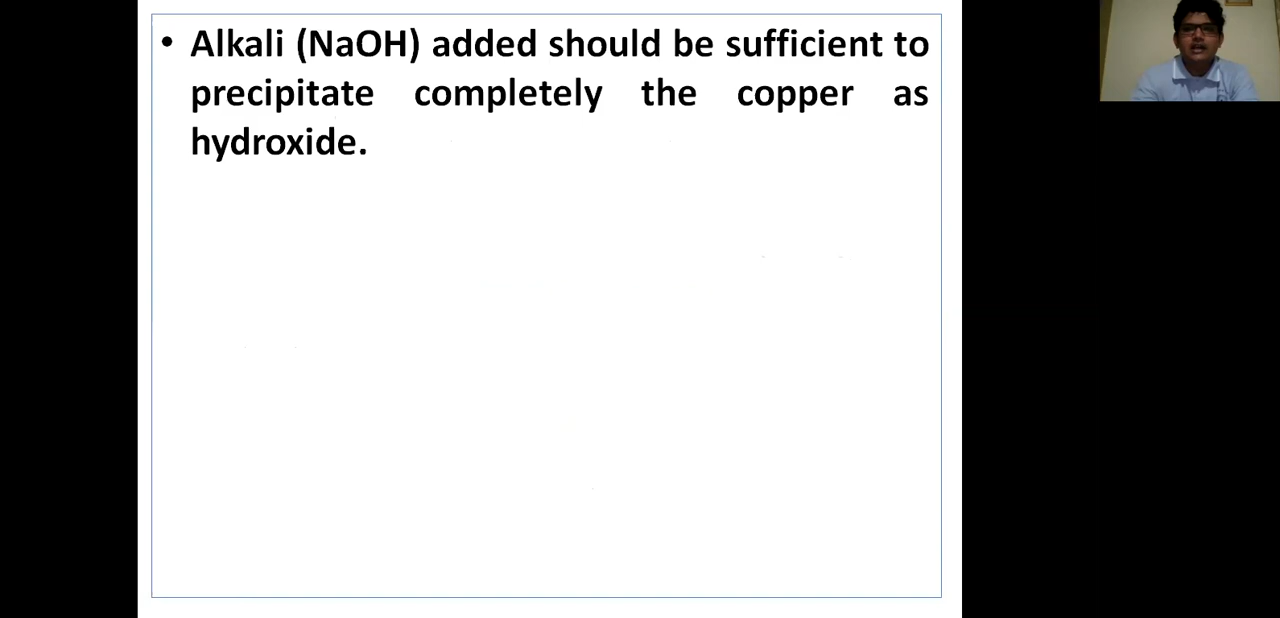 • Alkali (NaOH) added should be sufficient to
precipitate completely the copper as
hydroxide.